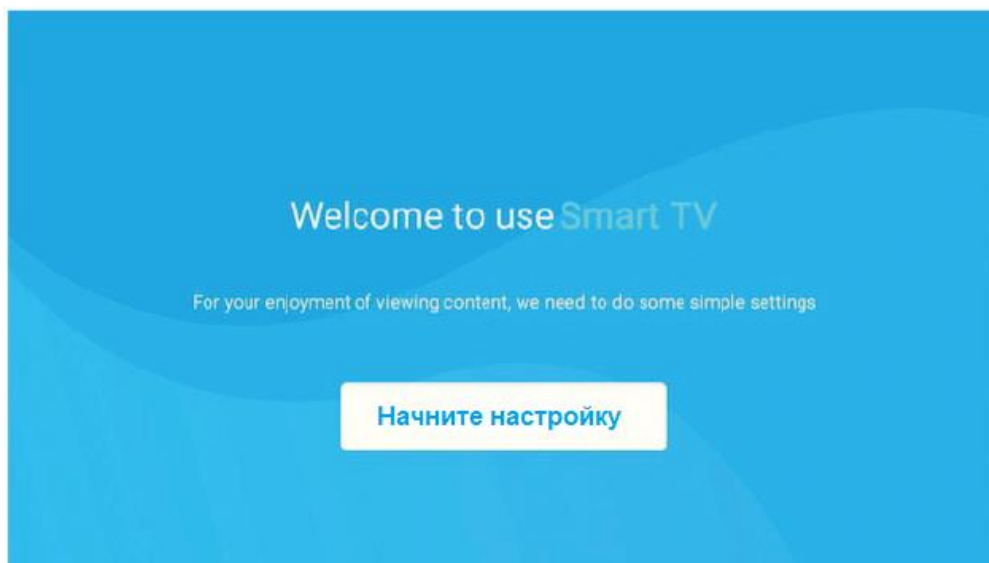 Welcome to use Smart TV
For your enjoyment of viewing content, we need to do some simple settings
Начните настройку